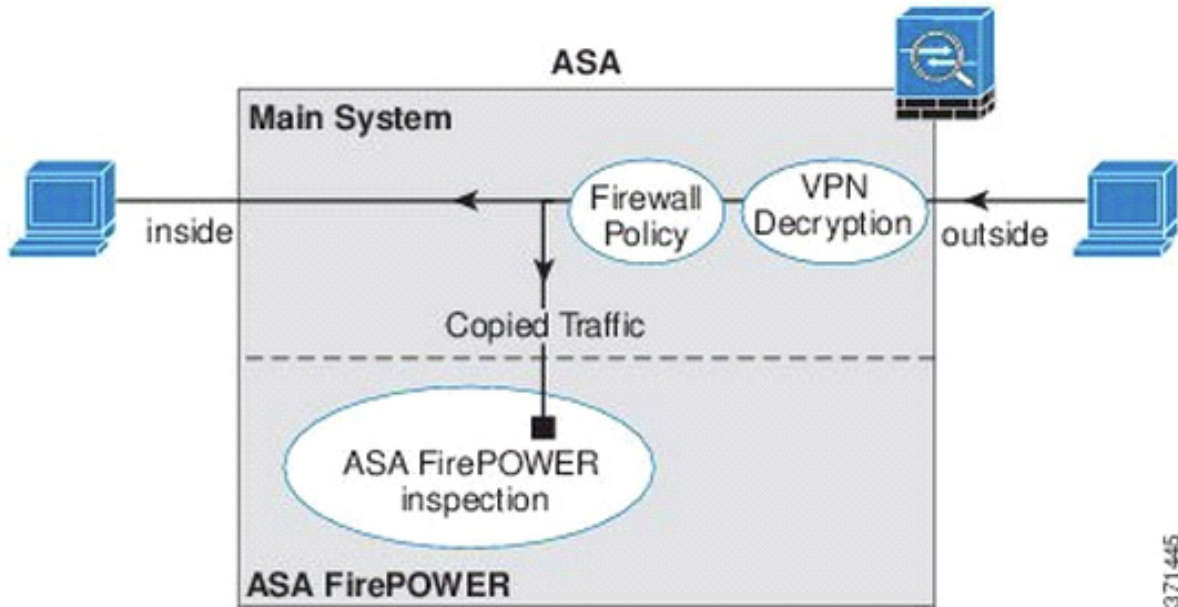 ASA
Main System
Firewall
Policy
VPN
Decryption
inside
outside
Copied Traffic
ASA FirePOWER
inspection
ASA FirePOWER
371445